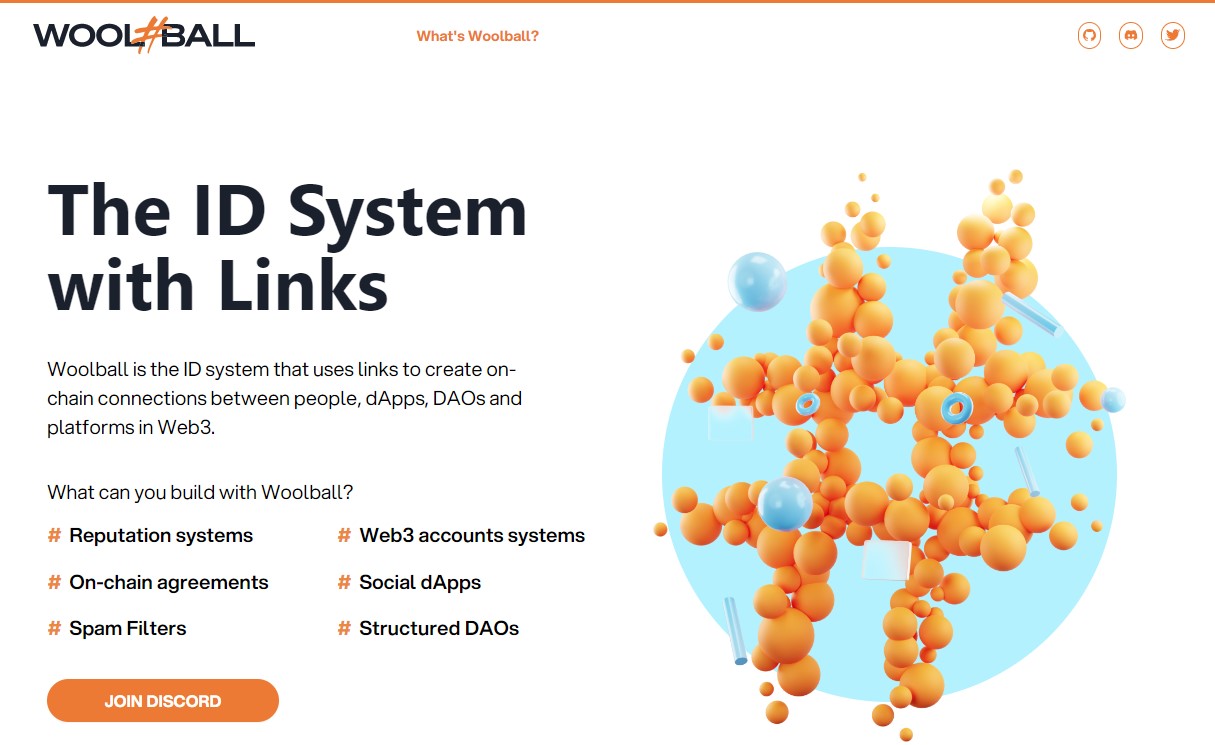 WOOL#BALL
What's Woolball?
The ID System
with Links
Woolball is the ID system that uses links to create on-
chain connections between people, dApps, DAOs and
platforms in Web3.
What can you build with Woolball?
# Reputation systems
# Web3 accounts systems
# On-chain agreements
# Social dApps
# Spam Filters
# Structured DAOs
JOIN DISCORD